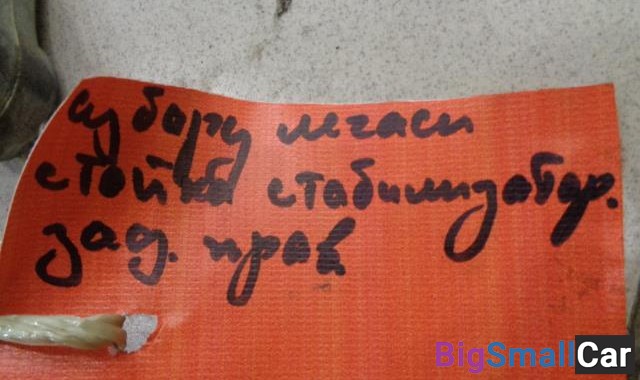 субару легаси
стойка стабилизатор.
зад. прав
BigSmallCar